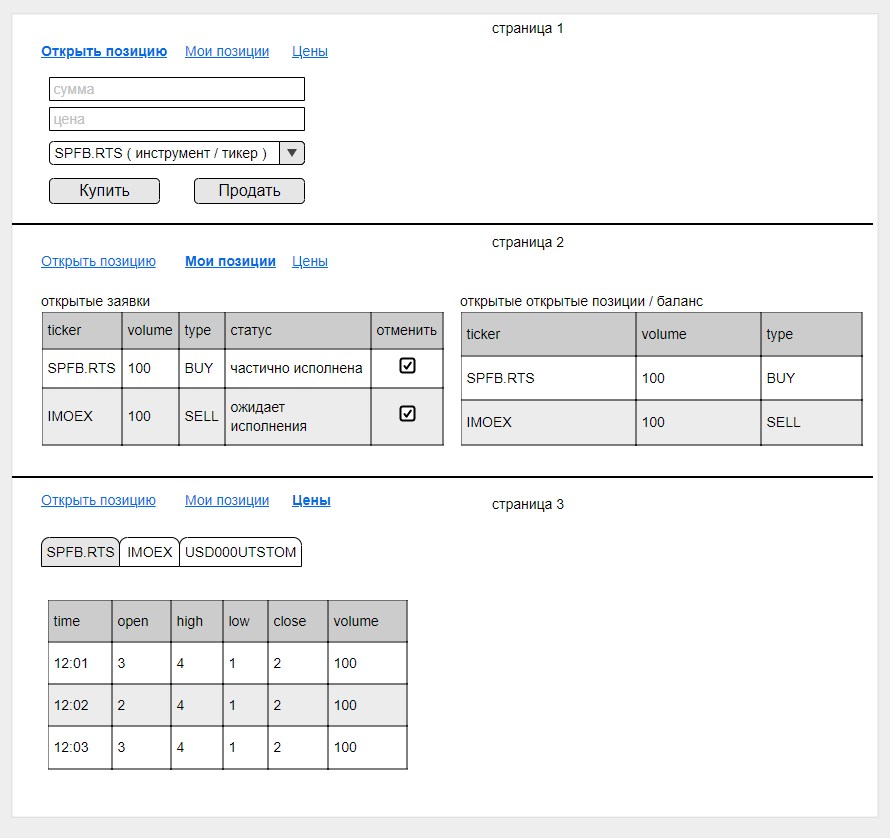 страница 1
Открыть позицию Мои позиции Цены
сумма
цена
SPFB.RTS ( инструмент / тикер )
Купить Продать
страница 2
Открыть позицию Мои позиции Цены
открытые заявки
ticker volume type статус отменить
SPFB.RTS 100 BUY частично исполнена
IMOEX 100 SELL ожидает
исполнения
открытые открытые позиции / баланс
ticker volume type
SPFB.RTS 100 BUY
IMOEX 100 SELL
Открыть позицию Мои позиции Цены
страница 3
SPFB.RTS IMOEX USD000UTSTOM
time open high low close volume
12:01 3 4 1 2 100
12:02 2 4 1 2 100
12:03 3 4 1 2 100